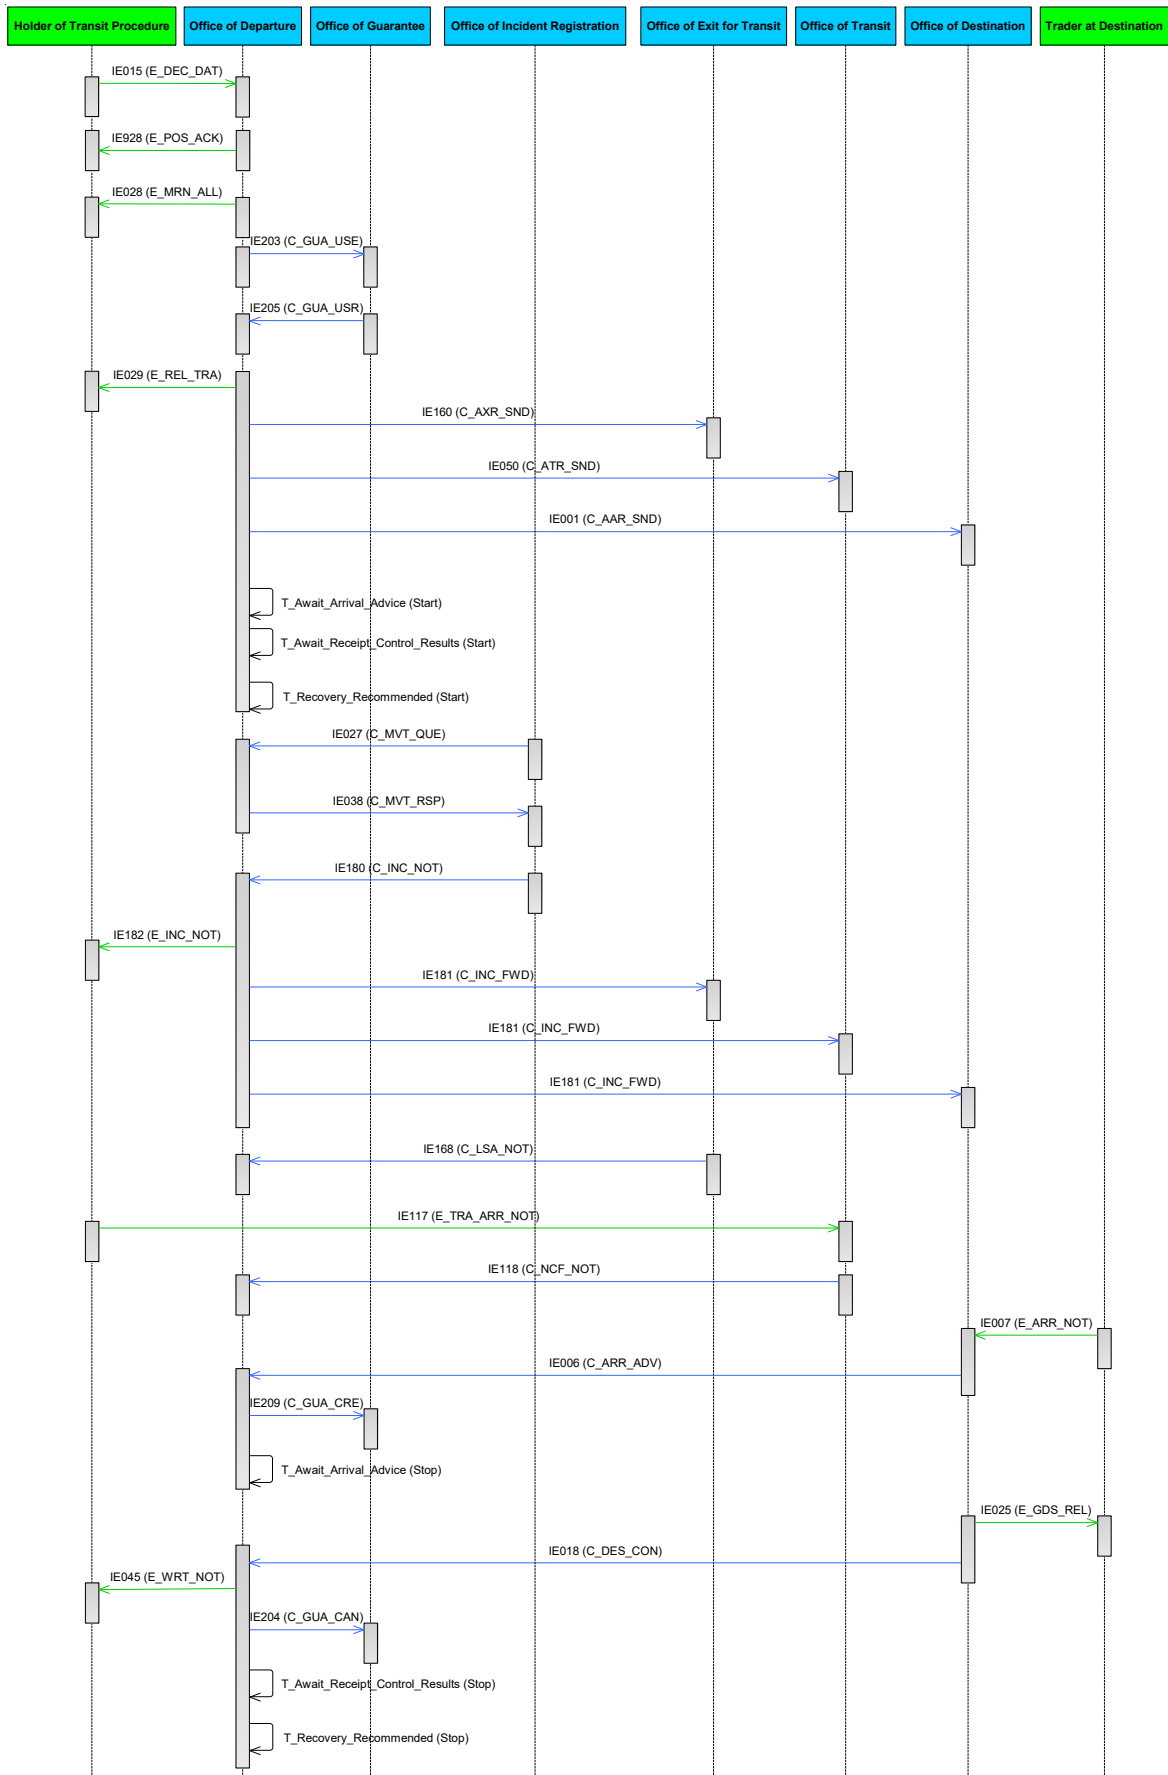 Holder of Transit Procedure
Office of Departure
Office of Guarantee
Office of Incident Registration
Office of Exit for Transit
Office of Transit
Office of Destination
Trader at Destination
IE015 (E_DEC_DAT)
IE928 (E_POS_ACK)
IE028 (E_MRN_ALL)
IE203 (C_GUA_USE)
IE205 (C_GUA_USR)
IE029 (E_REL_TRA)
IE160 (C_AXR_SND)
IE050 (C_ATR_SND)
IE001 (C_AAR_SND)
T_Await_Arrival_Advice (Start)
T_Await_Receipt_Control_Results (Start)
T_Recovery_Recommended (Start)
IE027 (C_MVT_QUE)
IE038 (C_MVT_RSP)
IE180 (C_INC_NOT)
IE182 (E_INC_NOT)
IE181 (C_INC_FWD)
IE181 (C_INC_FWD)
IE181 (C_INC_FWD)
IE168 (C_LSA_NOT)
IE117 (E_TRA_ARR_NOT)
IE118 (C_NCF_NOT)
IE007 (E_ARR_NOT)
IE006 (C_ARR_ADV)
IE209 (C_GUA_CRE)
T_Await_Arrival_Advice (Stop)
IE025 (E_GDS_REL)
IE018 (C_DES_CON)
IE045 (E_WRT_NOT)
IE204 (C_GUA_CAN)
T_Await_Receipt_Control_Results (Stop)
T_Recovery_Recommended (Stop)